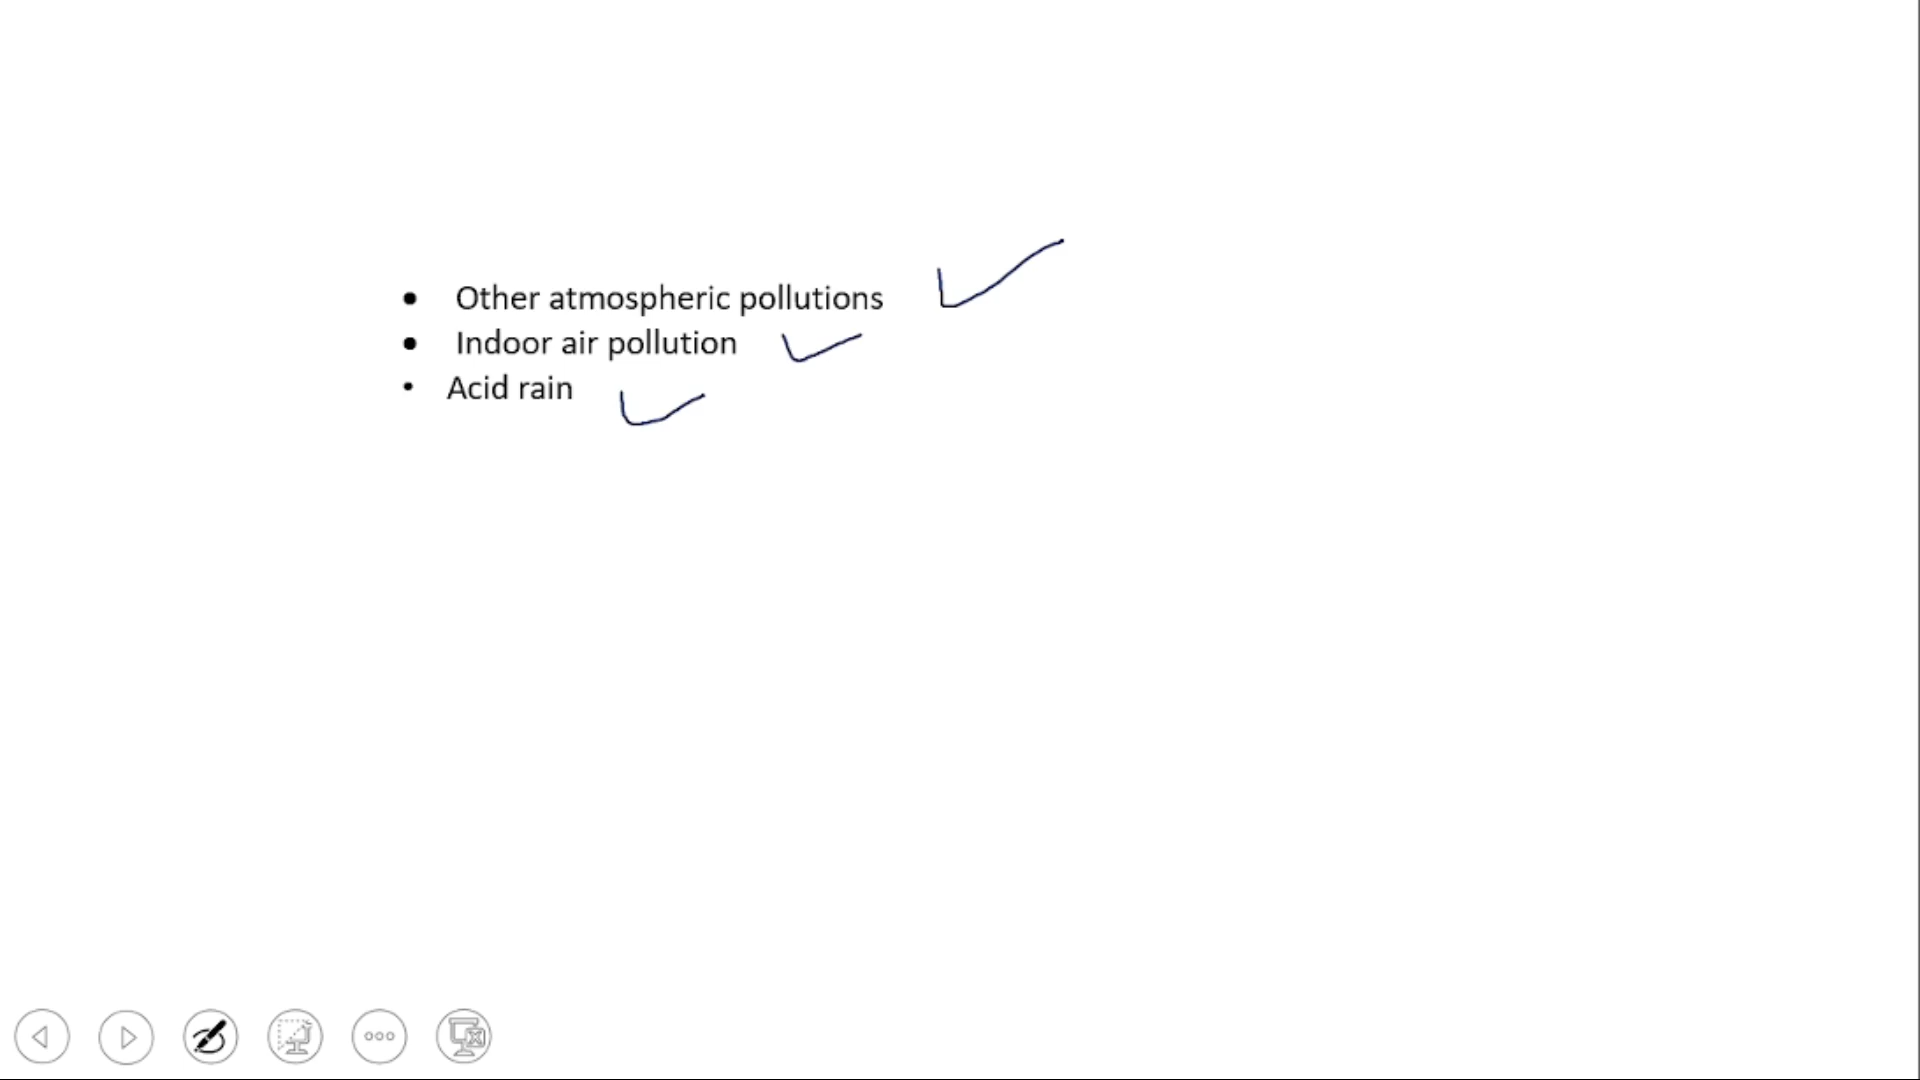 • Other atmospheric pollutions
• Indoor air pollution
• Acid rain